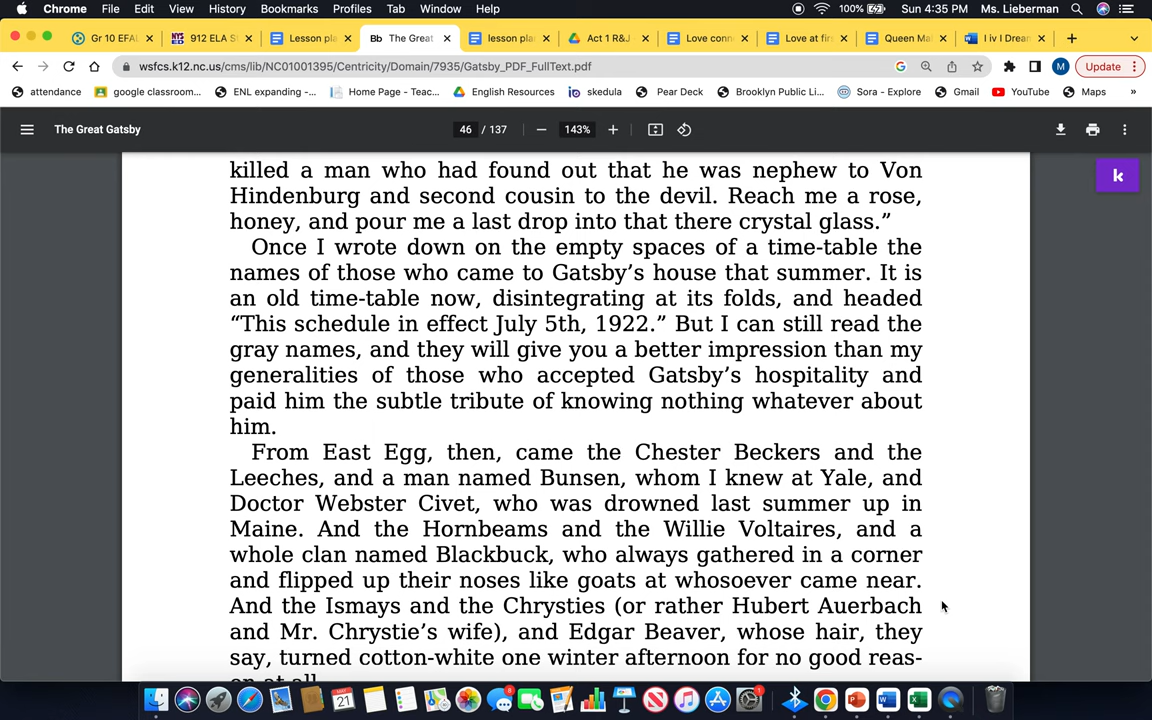 Chrome File Edit View History Bookmarks Profiles Tab Window Help 100% Sun 4:35 PM Ms. Lieberman
Gr 10 EFAL 912 ELA S Lesson pla Bb The Great lesson plan Act 1 R&J Love conn Love at firs Queen Mab I iv I Dream
wsfcs.k12.nc.us/cms/lib/NC01001395/Centricity/Domain/7935/Gatsby_PDF_FullText.pdf M Update
attendance google classroom... ENL expanding -... Home Page - Teac... English Resources skedula Pear Deck Brooklyn Public Li... Sora - Explore Gmail YouTube Maps »
The Great Gatsby 46 / 137 — 143% +
k
killed a man who had found out that he was nephew to Von
Hindenburg and second cousin to the devil. Reach me a rose,
honey, and pour me a last drop into that there crystal glass.”
Once I wrote down on the empty spaces of a time-table the
names of those who came to Gatsby’s house that summer. It is
an old time-table now, disintegrating at its folds, and headed
“This schedule in effect July 5th, 1922.” But I can still read the
gray names, and they will give you a better impression than my
generalities of those who accepted Gatsby’s hospitality and
paid him the subtle tribute of knowing nothing whatever about
him.
From East Egg, then, came the Chester Beckers and the
Leeches, and a man named Bunsen, whom I knew at Yale, and
Doctor Webster Civet, who was drowned last summer up in
Maine. And the Hornbeams and the Willie Voltaires, and a
whole clan named Blackbuck, who always gathered in a corner
and flipped up their noses like goats at whosoever came near.
And the Ismays and the Chrysties (or rather Hubert Auerbach
and Mr. Chrystie’s wife), and Edgar Beaver, whose hair, they
say, turned cotton-white one winter afternoon for no good reas-
on at all.